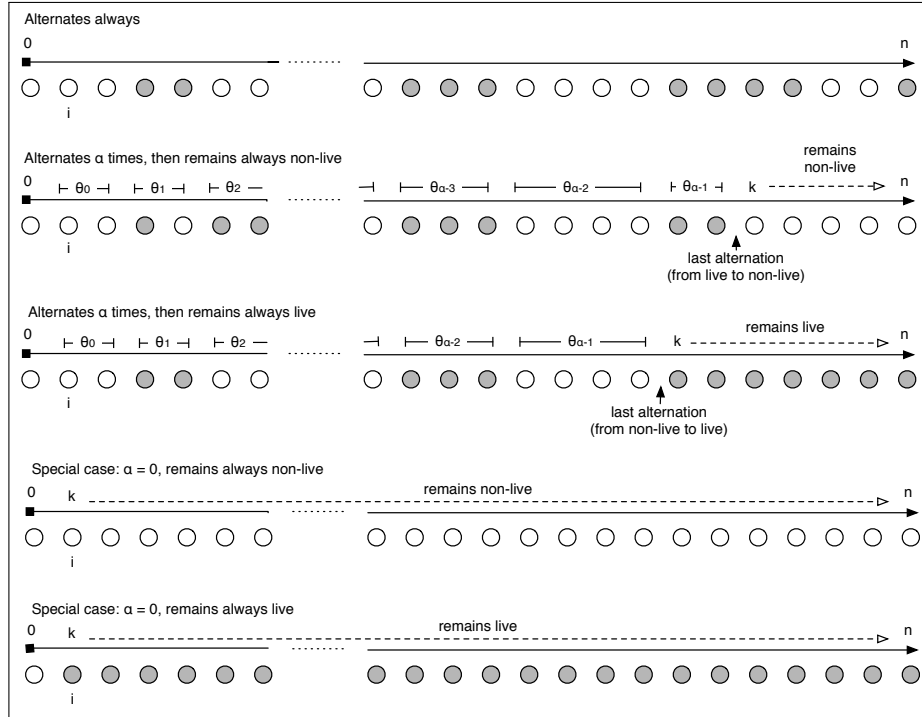 Alternates always
0 n
i
Alternates α times, then remains always non-live
remains
non-live
0 θ0 θ1 θ2 θα-3 θα-2 θα-1 k n
i
last alternation
(from live to non-live)
Alternates α times, then remains always live
0 θ0 θ1 θ2 θα-2 θα-1 k remains live n
i
last alternation
(from non-live to live)
Special case: α = 0, remains always non-live
0 k remains non-live n
i
Special case: α = 0, remains always live
0 k remains live n
i